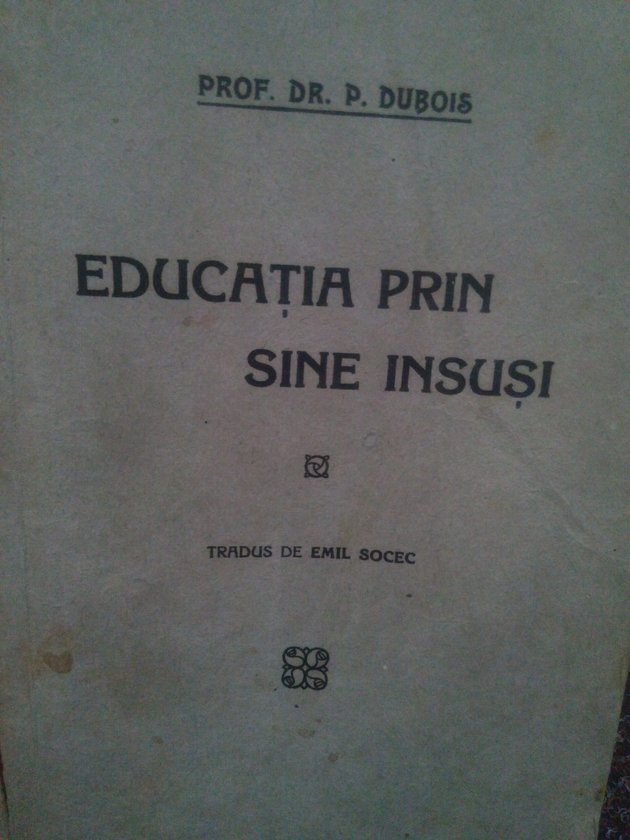 PROF. DR. P. DUBOIS
EDUCAȚIA PRIN
SINE INSUȘI
TRADUS DE EMIL SOCEC